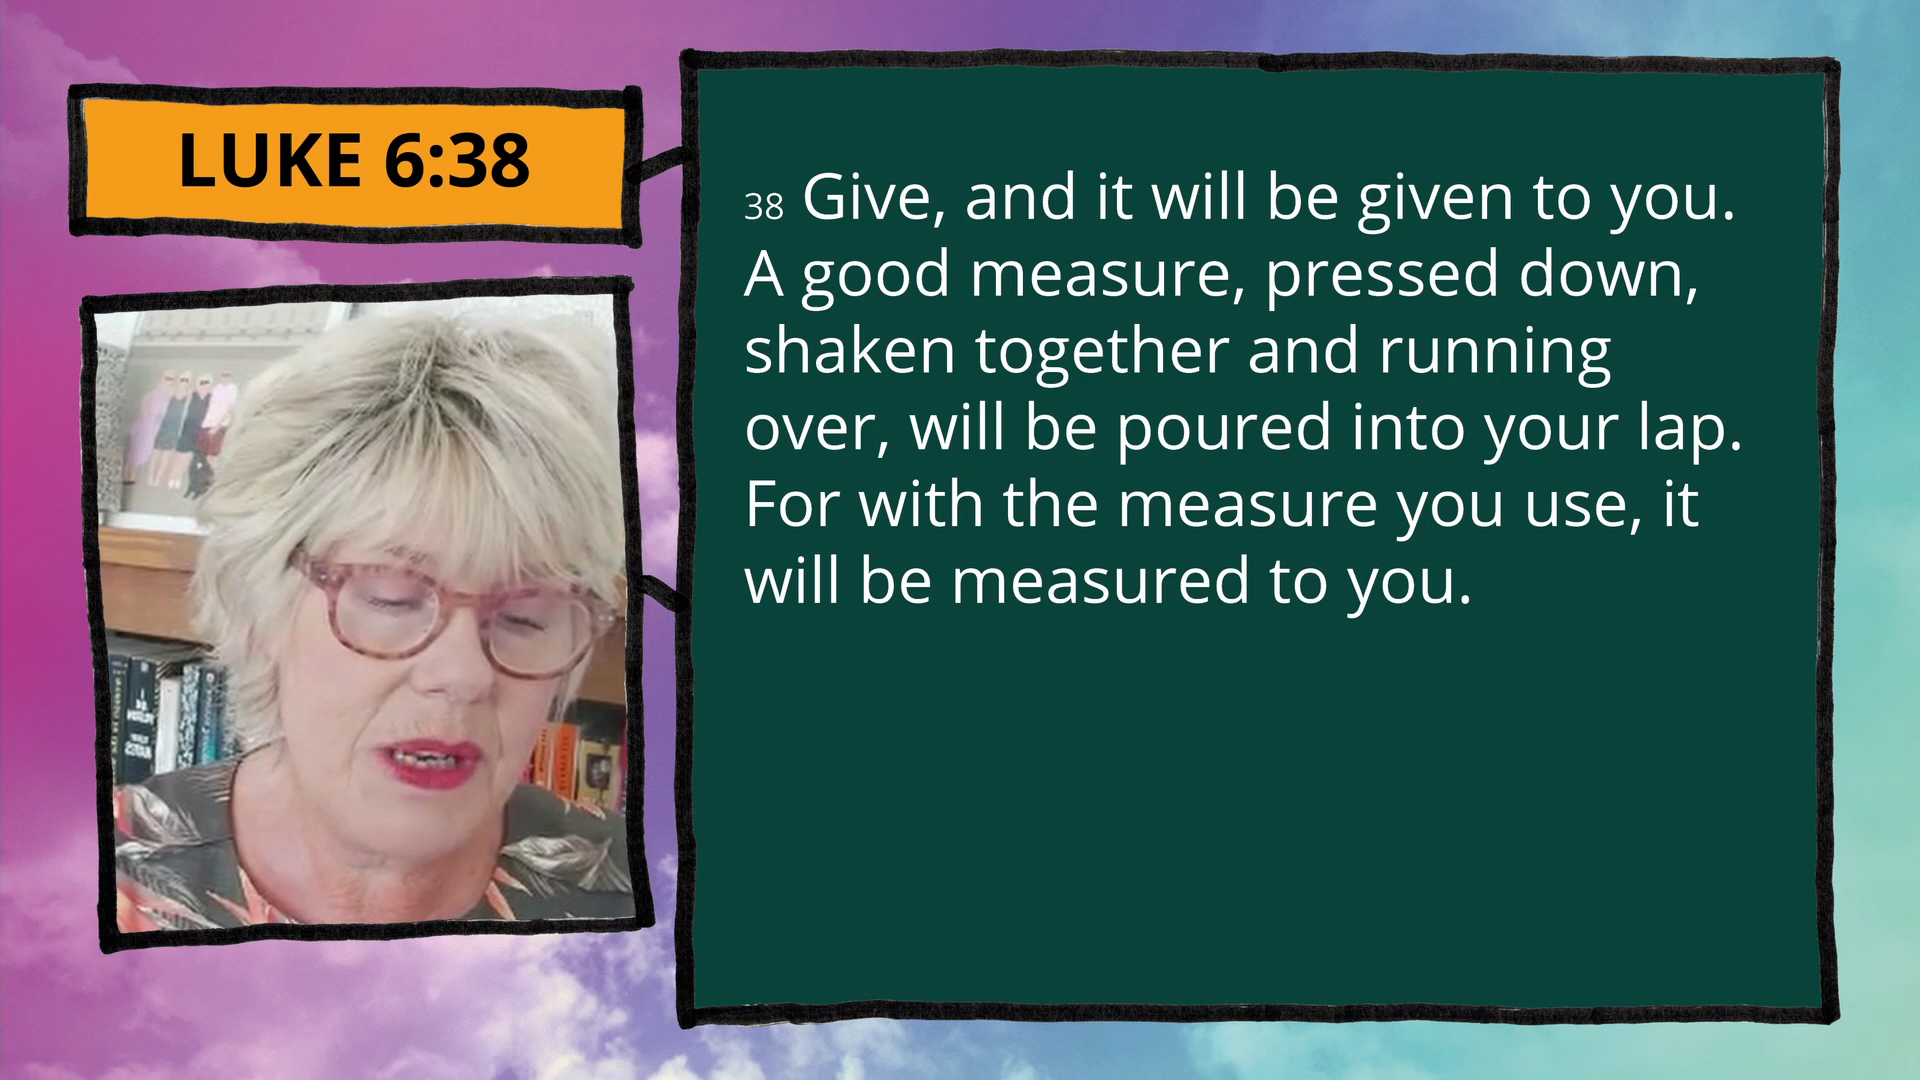 LUKE 6:38
38 Give, and it will be given to you.
A good measure, pressed down,
shaken together and running
over, will be poured into your lap.
For with the measure you use, it
will be measured to you.